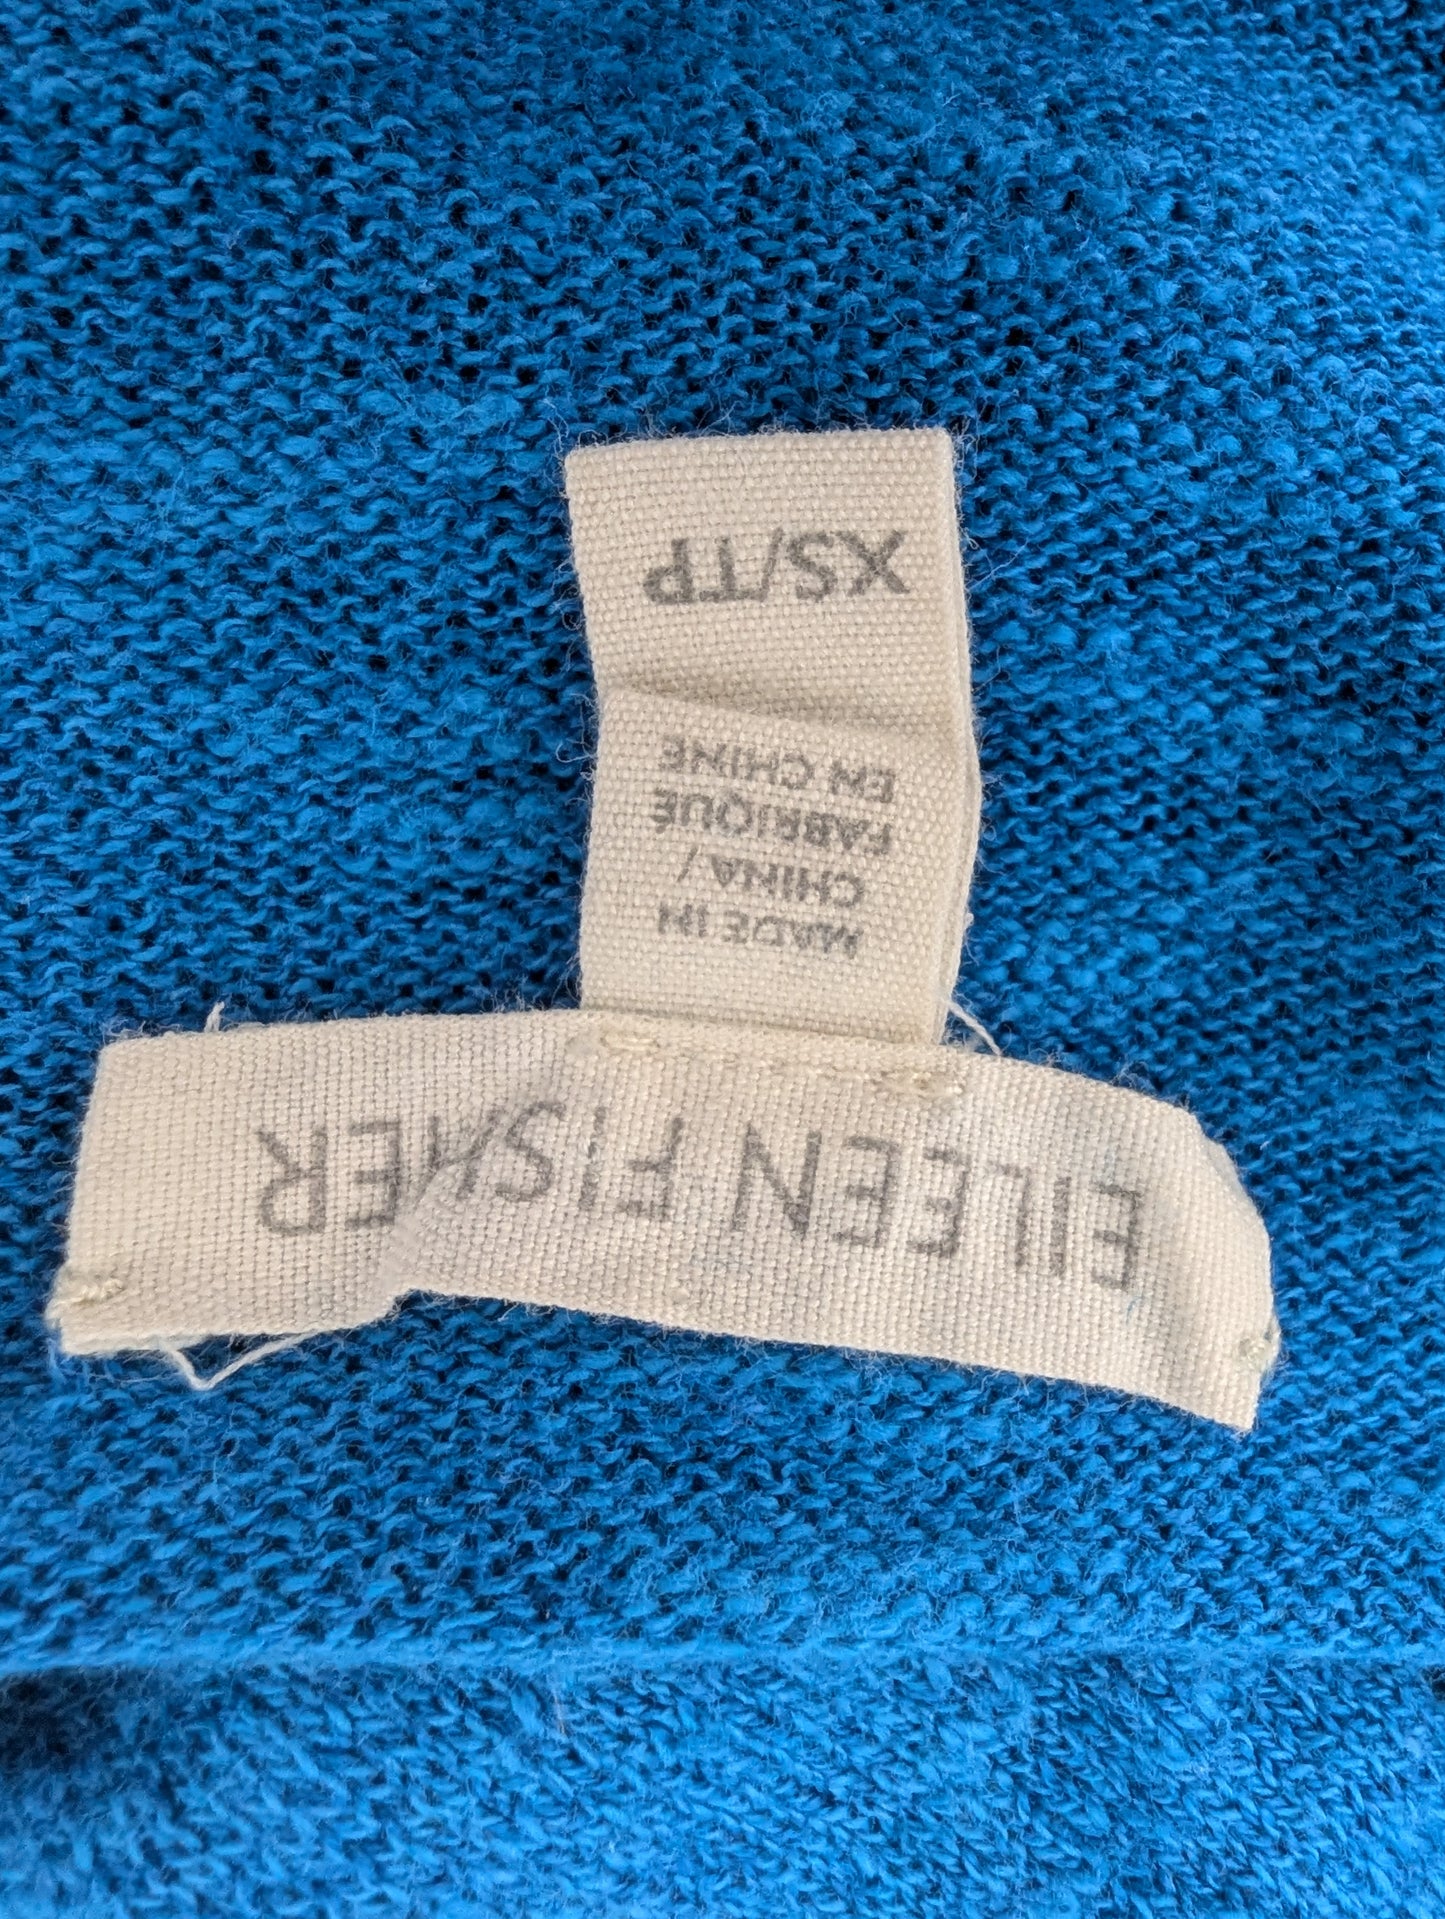 EILEEN FISHER
MADE IN
CHINA/
FABRIQUÉ
EN CHINE
XS/TP